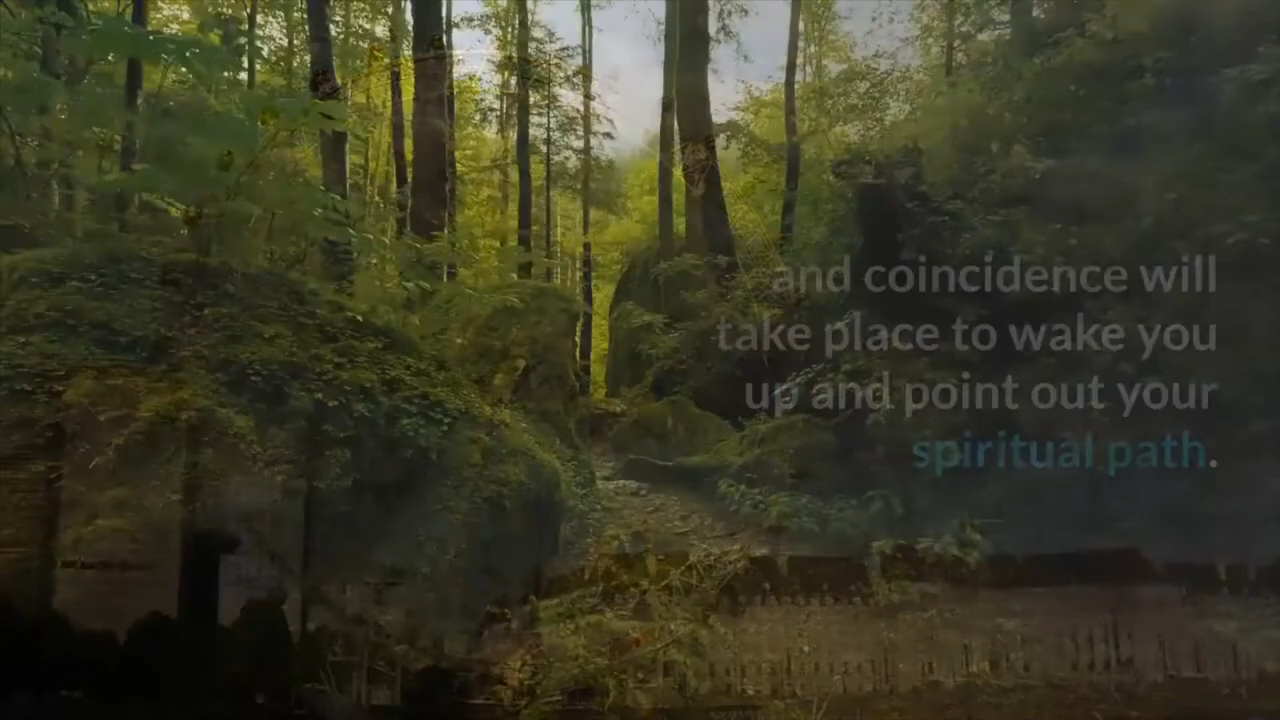 and coincidence will
take place to wake you
up and point out your
spiritual path.